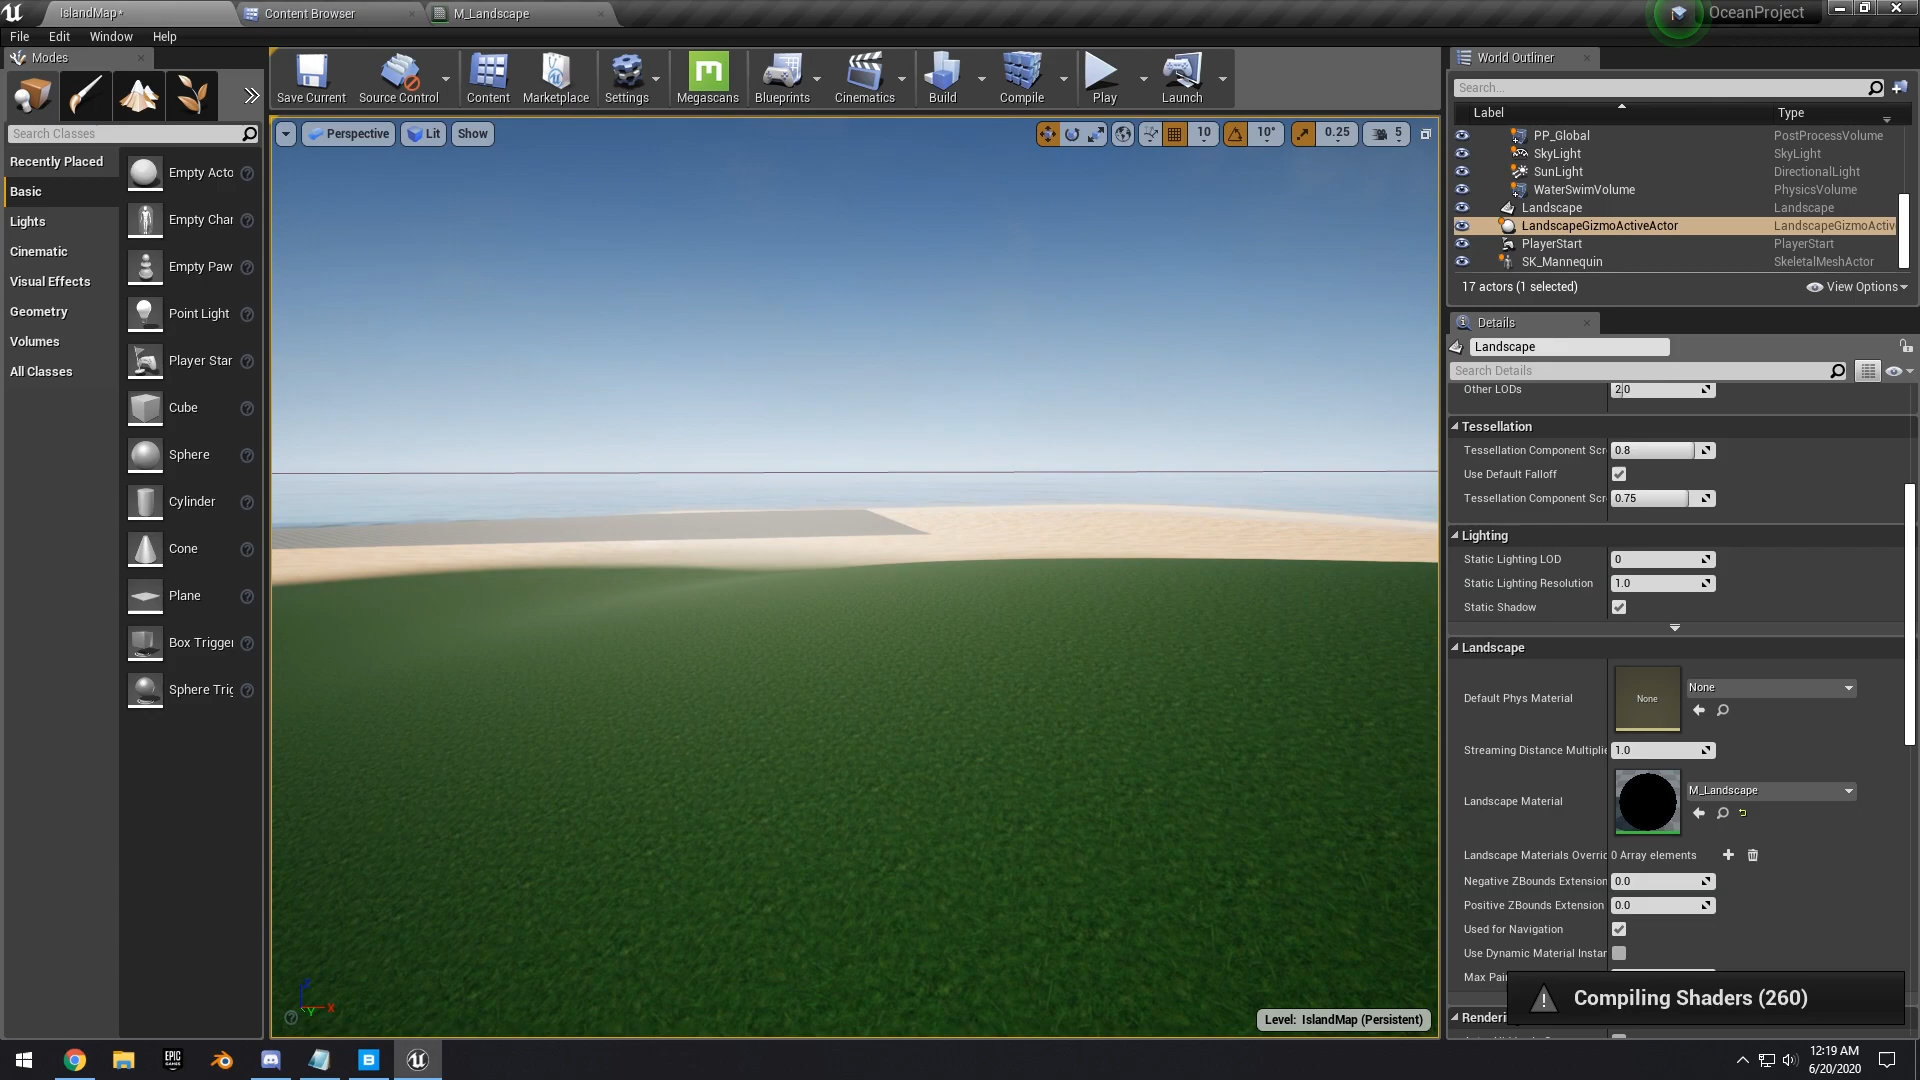 IslandMap*
Content Browser
M_Landscape
OceanProject
File
Edit
Window
Help
Modes
Search Classes
Recently Placed
Basic
Lights
Cinematic
Visual Effects
Geometry
Volumes
All Classes
Empty Acto
Empty Char
Empty Paw
Point Light
Player Star
Cube
Sphere
Cylinder
Cone
Plane
Box Trigger
Sphere Trig
Save Current
Source Control
Content
Marketplace
Settings
Megascans
Blueprints
Cinematics
Build
Compile
Play
Launch
Perspective
Lit
Show
10
10°
0.25
5
Level: IslandMap (Persistent)
World Outliner
Search...
Label
Type
PP_Global PostProcessVolume
SkyLight SkyLight
SunLight DirectionalLight
WaterSwimVolume PhysicsVolume
Landscape Landscape
LandscapeGizmoActiveActor LandscapeGizmoActiv
PlayerStart PlayerStart
SK_Mannequin SkeletalMeshActor
17 actors (1 selected)
View Options
Details
Landscape
Search Details
Other LODs 2.0
Tessellation
Tessellation Component Scr 0.8
Use Default Falloff
Tessellation Component Scr 0.75
Lighting
Static Lighting LOD 0
Static Lighting Resolution 1.0
Static Shadow
Landscape
Default Phys Material None None
Streaming Distance Multiplie 1.0
Landscape Material M_Landscape
Landscape Materials Overric 0 Array elements
Negative ZBounds Extension 0.0
Positive ZBounds Extension 0.0
Used for Navigation
Use Dynamic Material Instar
Max Pai
Compiling Shaders (260)
Renderi
EPIC GAMES
12:19 AM
6/20/2020